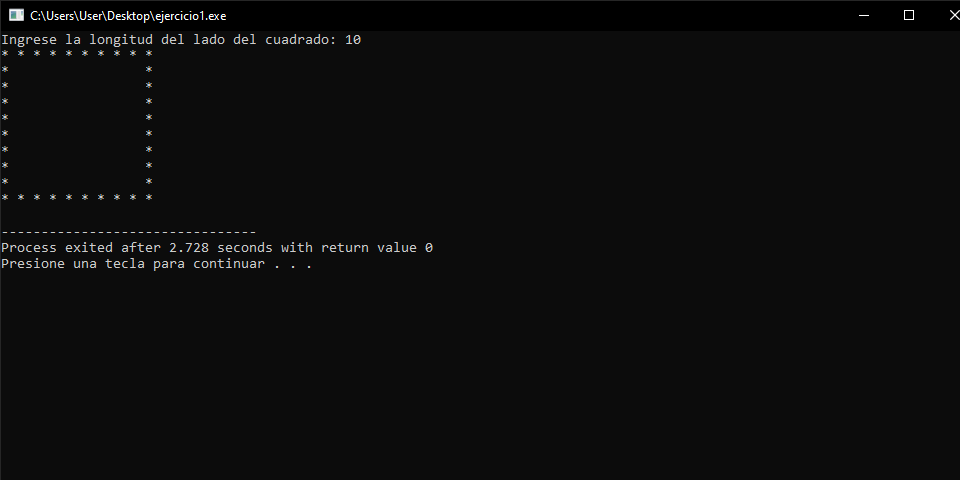 C:\Users\User\Desktop\ejercicio1.exe
Ingrese la longitud del lado del cuadrado: 10
* * * * * * * * * *
*                 *
*                 *
*                 *
*                 *
*                 *
*                 *
*                 *
*                 *
* * * * * * * * * *

--------------------------------
Process exited after 2.728 seconds with return value 0
Presione una tecla para continuar . . .